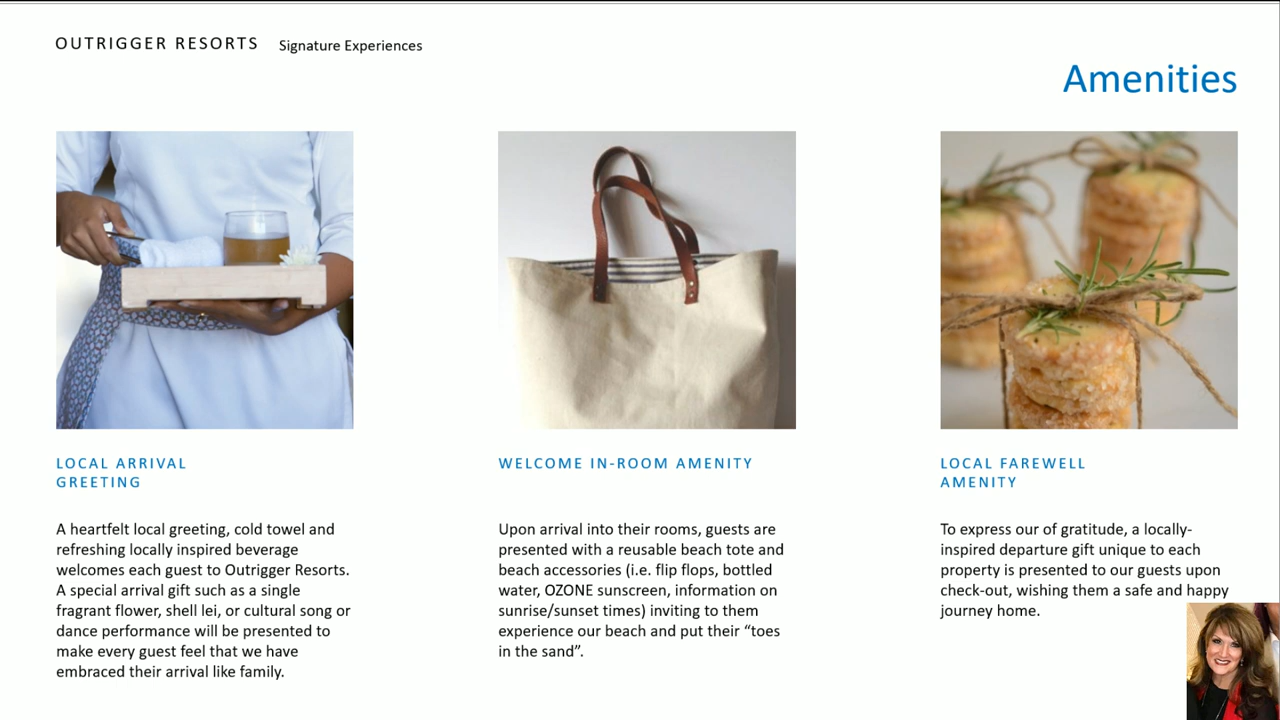 OUTRIGGER RESORTS Signature Experiences
Amenities
LOCAL ARRIVAL
GREETING
A heartfelt local greeting, cold towel and
refreshing locally inspired beverage
welcomes each guest to Outrigger Resorts.
A special arrival gift such as a single
fragrant flower, shell lei, or cultural song or
dance performance will be presented to
make every guest feel that we have
embraced their arrival like family.
WELCOME IN-ROOM AMENITY
Upon arrival into their rooms, guests are
presented with a reusable beach tote and
beach accessories (i.e. flip flops, bottled
water, OZONE sunscreen, information on
sunrise/sunset times) inviting to them
experience our beach and put their “toes
in the sand”.
LOCAL FAREWELL
AMENITY
To express our of gratitude, a locally-
inspired departure gift unique to each
property is presented to our guests upon
check-out, wishing them a safe and happy
journey home.